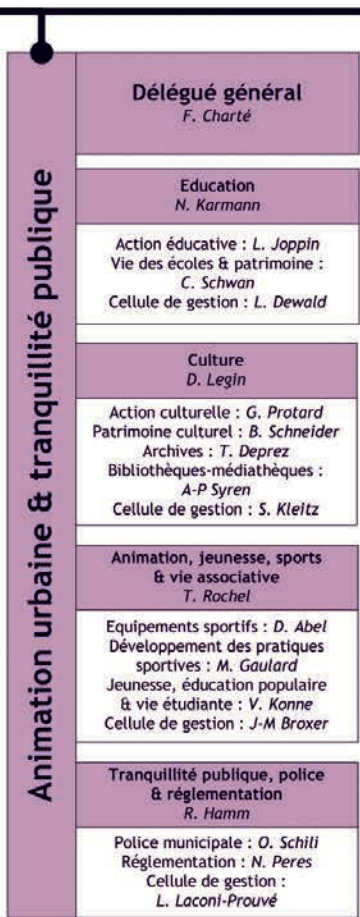 Animation urbaine & tranquillité publique
Délégué général
F. Charté
Education
N. Karmann
Action éducative : L. Joppin
Vie des écoles & patrimoine :
C. Schwan
Cellule de gestion : L. Dewald
Culture
D. Legin
Action culturelle : G. Protard
Patrimoine culturel : B. Schneider
Archives : T. Deprez
Bibliothèques-médiathèques :
A-P Syren
Cellule de gestion : S. Kleitz
Animation, jeunesse, sports
& vie associative
T. Rochel
Equipements sportifs : D. Abel
Développement des pratiques
sportives : M. Gaulard
Jeunesse, éducation populaire
& vie étudiante : V. Konne
Cellule de gestion : J-M Broxer
Tranquillité publique, police
& réglementation
R. Hamm
Police municipale : O. Schili
Réglementation : N. Peres
Cellule de gestion :
L. Laconi-Prouvé